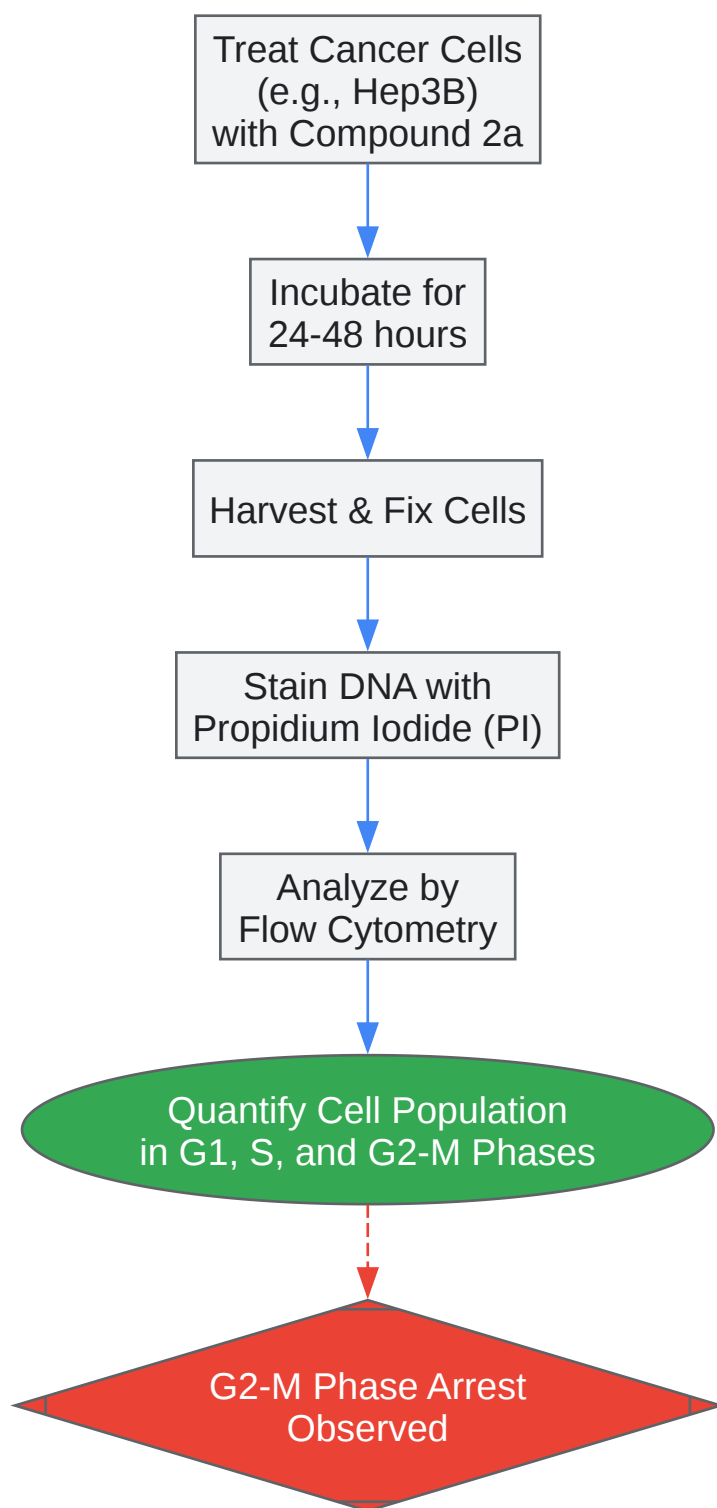 Treat Cancer Cells
(e.g., Hep3B)
with Compound 2a
Incubate for
24-48 hours
Harvest & Fix Cells
Stain DNA with
Propidium Iodide (PI)
Analyze by
Flow Cytometry
Quantify Cell Population
in G1, S, and G2-M Phases
G2-M Phase Arrest
Observed